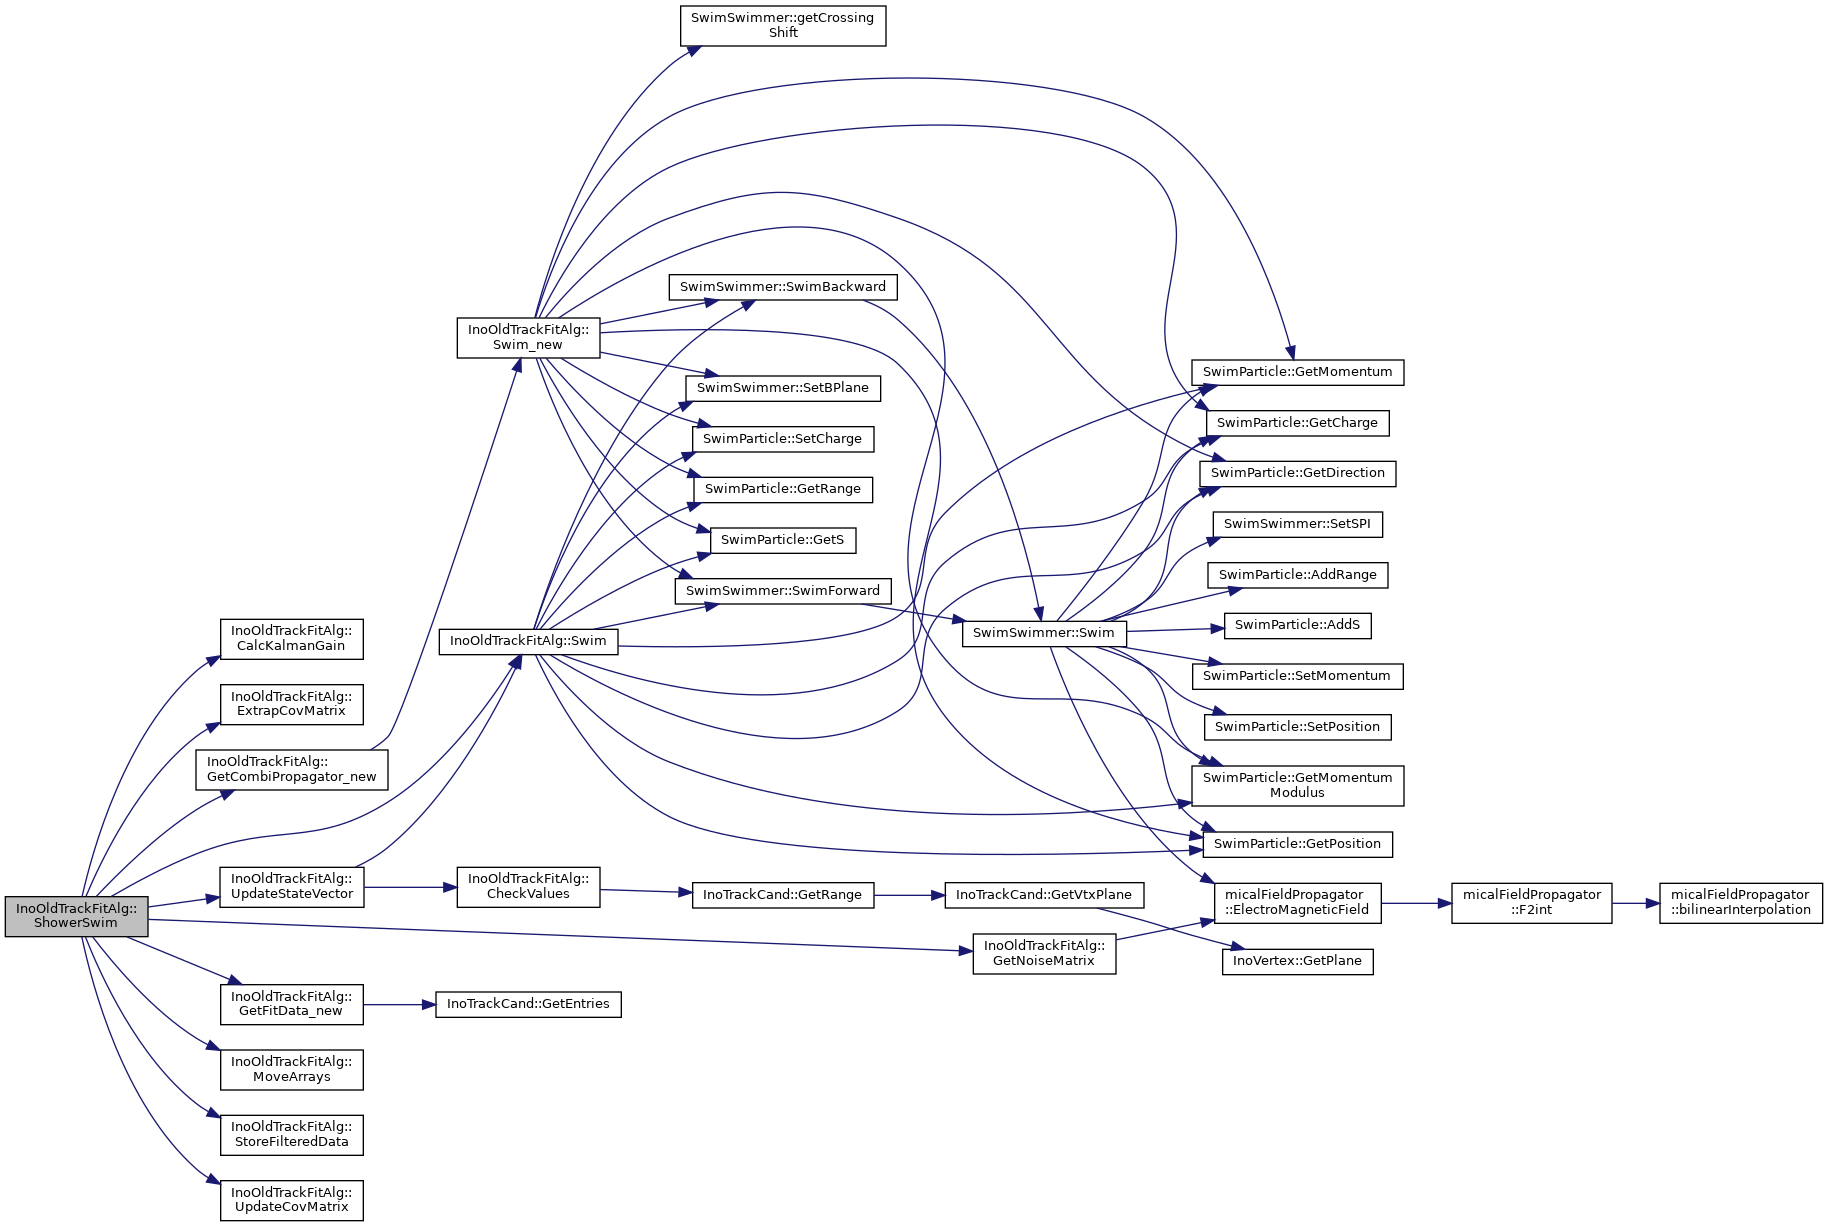 SwimSwimmer::getCrossing
Shift
SwimSwimmer::SwimBackward
InoOldTrackFitAlg::
Swim_new
SwimParticle::GetMomentum
SwimSwimmer::SetBPlane
SwimParticle::GetCharge
SwimParticle::SetCharge
SwimParticle::GetDirection
SwimParticle::GetRange
SwimSwimmer::SetSPI
SwimParticle::GetS
SwimParticle::AddRange
SwimSwimmer::SwimForward
SwimParticle::AddS
SwimSwimmer::Swim
InoOldTrackFitAlg::
CalcKalmanGain
InoOldTrackFitAlg::Swim
SwimParticle::SetMomentum
InoOldTrackFitAlg::
ExtrapCovMatrix
SwimParticle::SetPosition
InoOldTrackFitAlg::
GetCombiPropagator_new
SwimParticle::GetMomentum
Modulus
SwimParticle::GetPosition
InoOldTrackFitAlg::
UpdateStateVector
InoOldTrackFitAlg::
CheckValues
InoTrackCand::GetRange
InoTrackCand::GetVtxPlane
micalFieldPropagator
::ElectroMagneticField
micalFieldPropagator
::F2int
micalFieldPropagator
::bilinearInterpolation
InoOldTrackFitAlg::
ShowerSwim
InoOldTrackFitAlg::
GetNoiseMatrix
InoVertex::GetPlane
InoOldTrackFitAlg::
GetFitData_new
InoTrackCand::GetEntries
InoOldTrackFitAlg::
MoveArrays
InoOldTrackFitAlg::
StoreFilteredData
InoOldTrackFitAlg::
UpdateCovMatrix